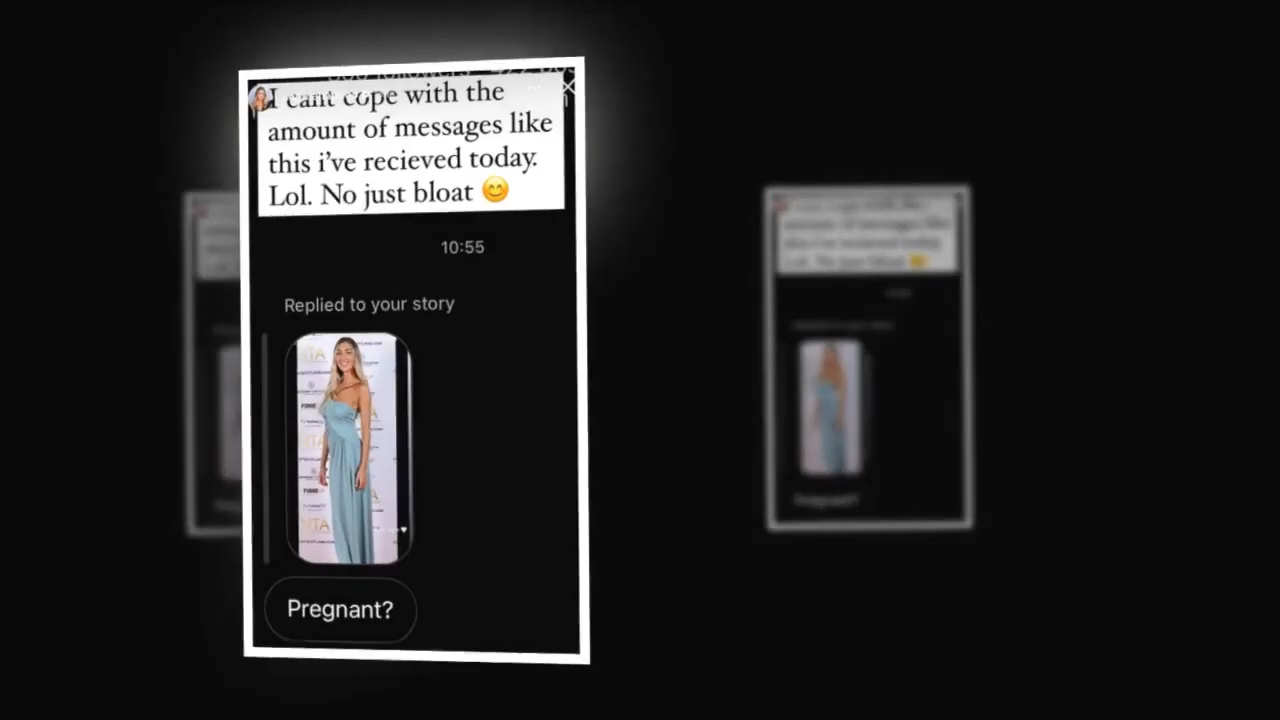 I cant cope with the
amount of messages like
this i've recieved today.
Lol. No just bloat 😊
10:55
Replied to your story
Pregnant?